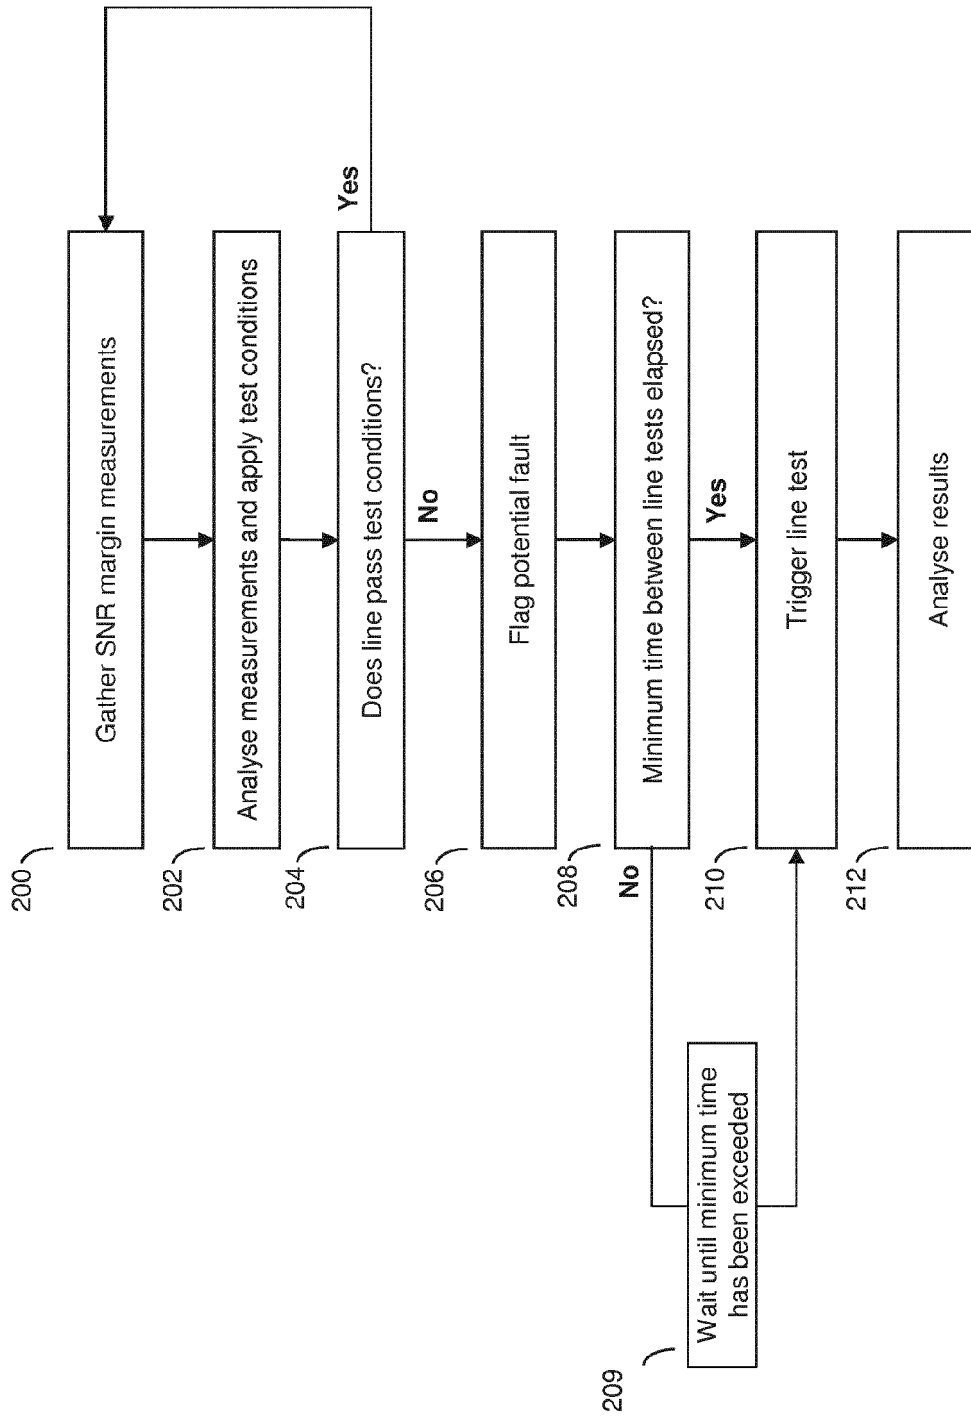 200
Gather SNR margin measurements
202
Analyse measurements and apply test conditions
204
Does line pass test conditions?
Yes
No
206
Flag potential fault
208
Minimum time between line tests elapsed?
No
Yes
209
Wait until minimum time
has been exceeded
210
Trigger line test
212
Analyse results